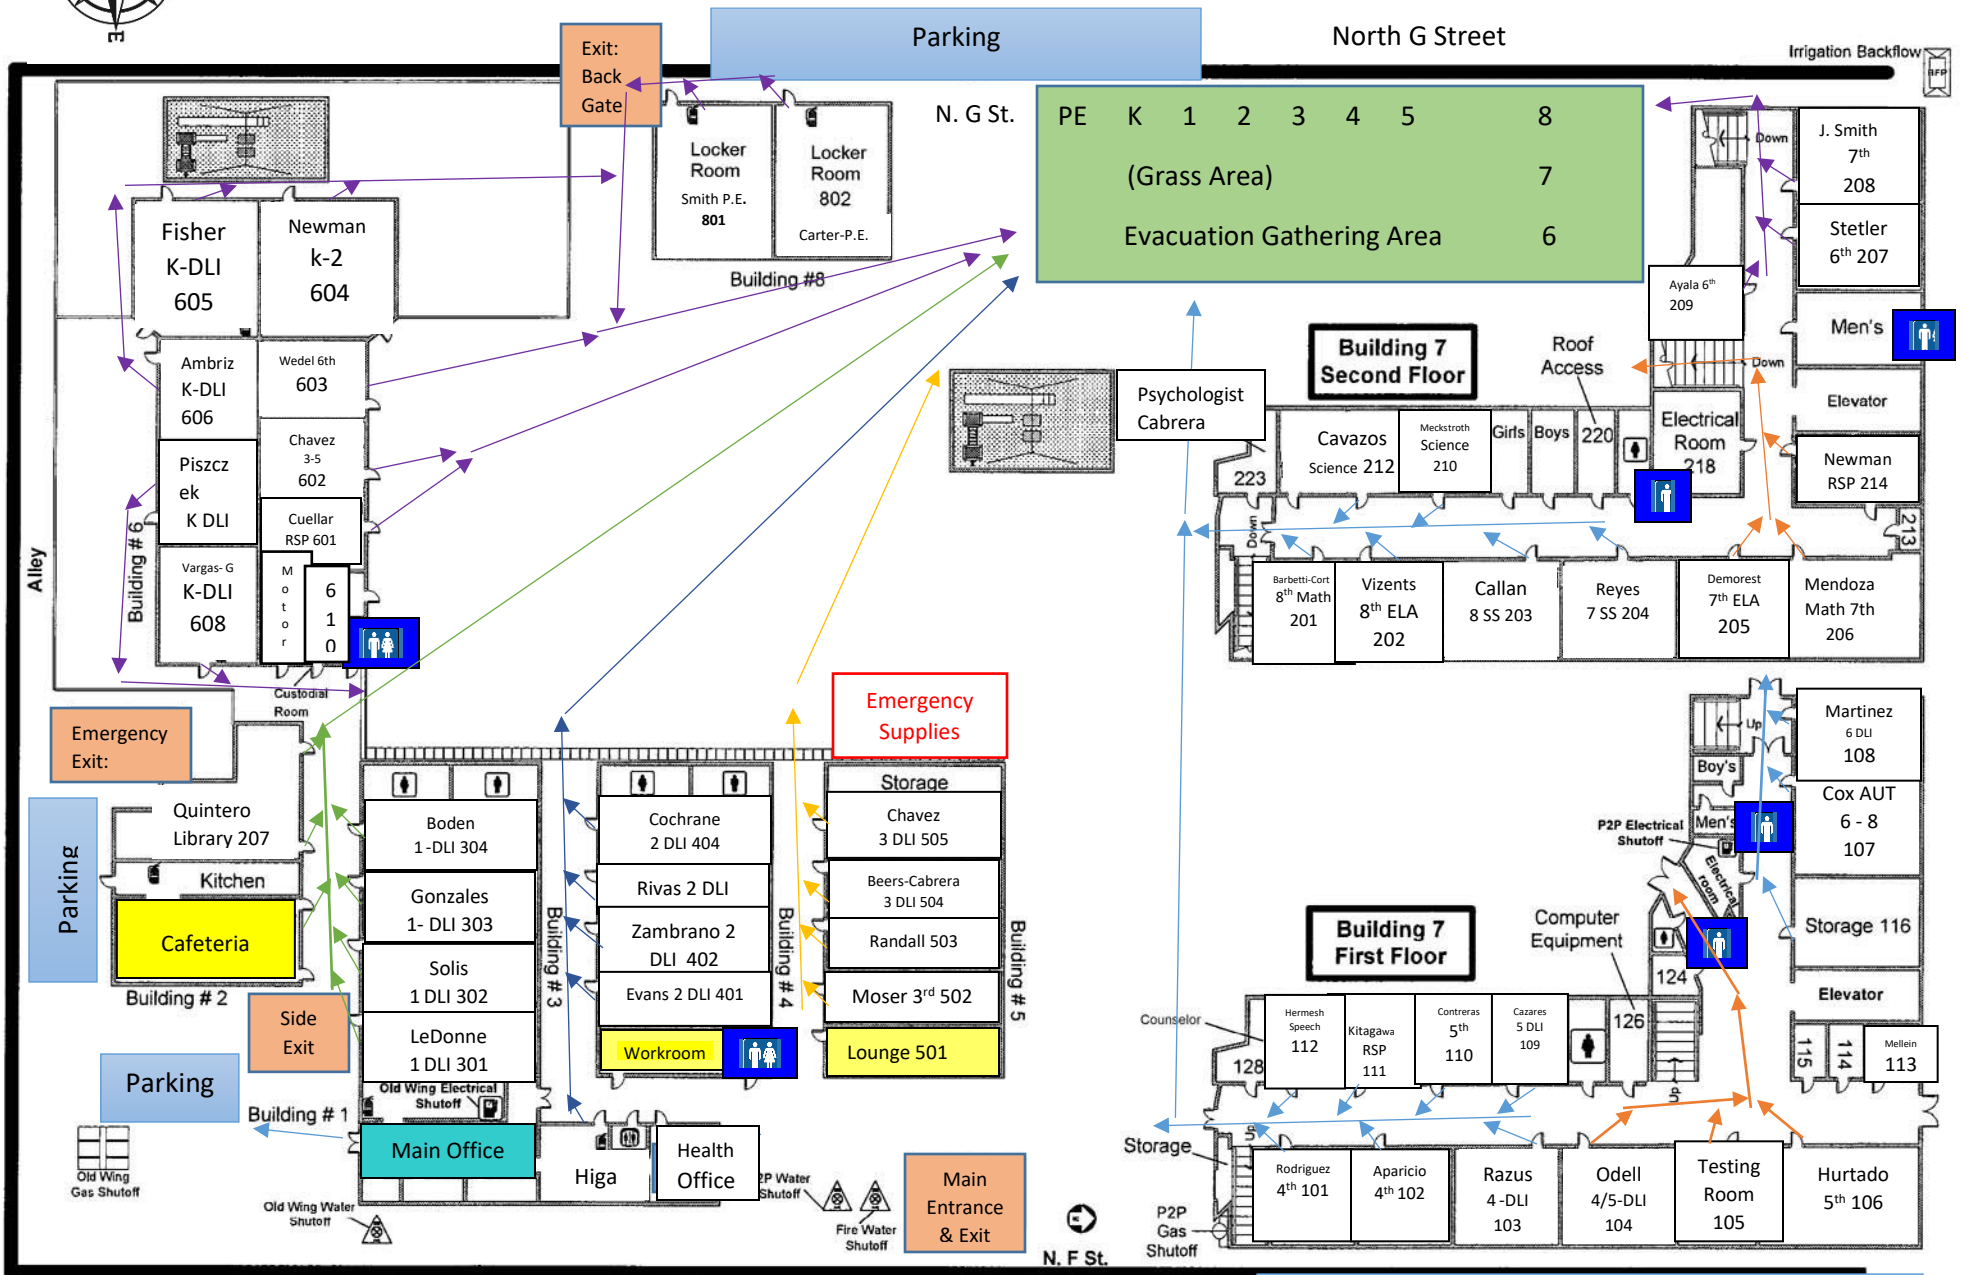 E
Exit:
Back
Gate
Parking
North G Street
Irrigation Backflow
BFP
N. G St.
PE K 1 2 3 4 5 8
(Grass Area) 7
Evacuation Gathering Area 6
Locker
Room
Smith P.E.
801
Locker
Room
802
Carter-P.E.
Building #8
Fisher
K-DLI
605
Newman
k-2
604
Ambriz
K-DLI
606
Wedel 6th
603
Piszcz
ek
K DLI
Chavez
3-5
602
Cuellar
RSP 601
Vargas- G
K-DLI
608
M
o
t
o
r
6
1
0
Building # 6
Alley
Custodial
Room
Down
J. Smith
7th
208
Stetler
6th 207
Ayala 6th
209
Men's
Down
Elevator
Building 7
Second Floor
Roof
Access
Psychologist
Cabrera
223
Cavazos
Science 212
Meckstroth
Science
210
Girls
Boys
220
Electrical
Room
218
Newman
RSP 214
213
Down
Barbetti-Cort
8th Math
201
Vizents
8th ELA
202
Callan
8 SS 203
Reyes
7 SS 204
Demorest
7th ELA
205
Mendoza
Math 7th
206
Emergency
Exit:
Emergency
Supplies
Quintero
Library 207
Kitchen
Cafeteria
Building # 2
Parking
Side
Exit
Parking
Building # 1
Boden
1 -DLI 304
Gonzales
1- DLI 303
Solis
1 DLI 302
LeDonne
1 DLI 301
Old Wing Electrical
Shutoff
Main Office
Building # 3
Cochrane
2 DLI 404
Rivas 2 DLI
Zambrano 2
DLI 402
Evans 2 DLI 401
Workroom
Building # 4
Storage
Chavez
3 DLI 505
Beers-Cabrera
3 DLI 504
Randall 503
Moser 3rd 502
Lounge 501
Building # 5
Higa
Health
Office
Old Wing
Gas Shutoff
Old Wing Water
Shutoff
2P Water
Shutoff
Fire Water
Shutoff
Main
Entrance
& Exit
N. F St.
Up
Martinez
6 DLI
108
Boy's
Men's
P2P Electrical
Shutoff
Electrical
room
Cox AUT
6 - 8
107
Storage 116
Building 7
First Floor
Computer
Equipment
124
Elevator
Counselor
128
Hermesh
Speech
112
Kitagawa
RSP
111
Contreras
5th
110
Cazares
5 DLI
109
126
Up
115
114
Mellein
113
Storage
Up
P2P
Gas
Shutoff
Rodriguez
4th 101
Aparicio
4th 102
Razus
4 -DLI
103
Odell
4/5-DLI
104
Testing
Room
105
Hurtado
5th 106